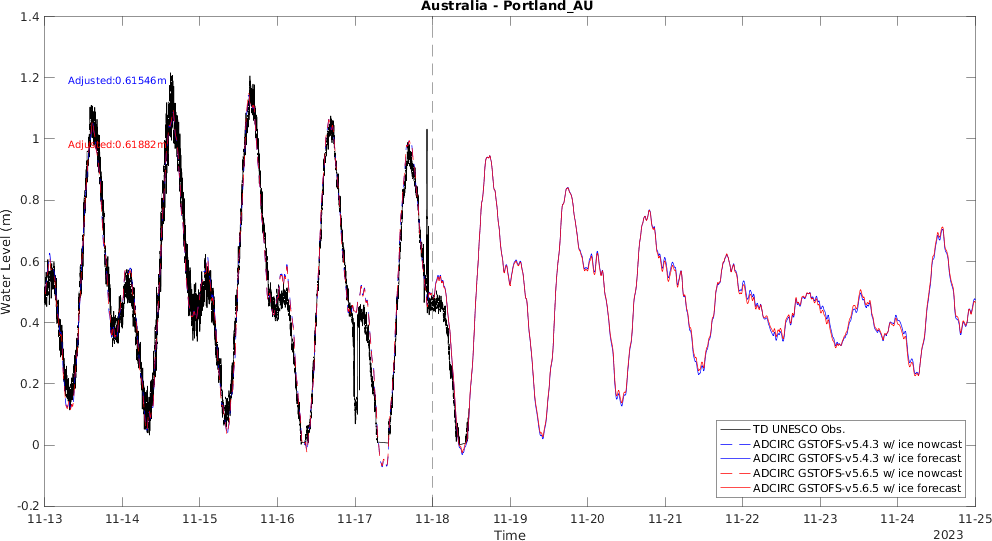 Australia - Portland_AU
1.4
1.2
1
0.8
0.6
0.4
0.2
0
-0.2
Water Level (m)
Adjusted:0.61546m
Adjusted:0.61882m
TD UNESCO Obs.
ADCIRC GSTOFS-v5.4.3 w/ ice nowcast
ADCIRC GSTOFS-v5.4.3 w/ ice forecast
ADCIRC GSTOFS-v5.6.5 w/ ice nowcast
ADCIRC GSTOFS-v5.6.5 w/ ice forecast
11-13 11-14 11-15 11-16 11-17 11-18 11-19 11-20 11-21 11-22 11-23 11-24 11-25
Time
2023